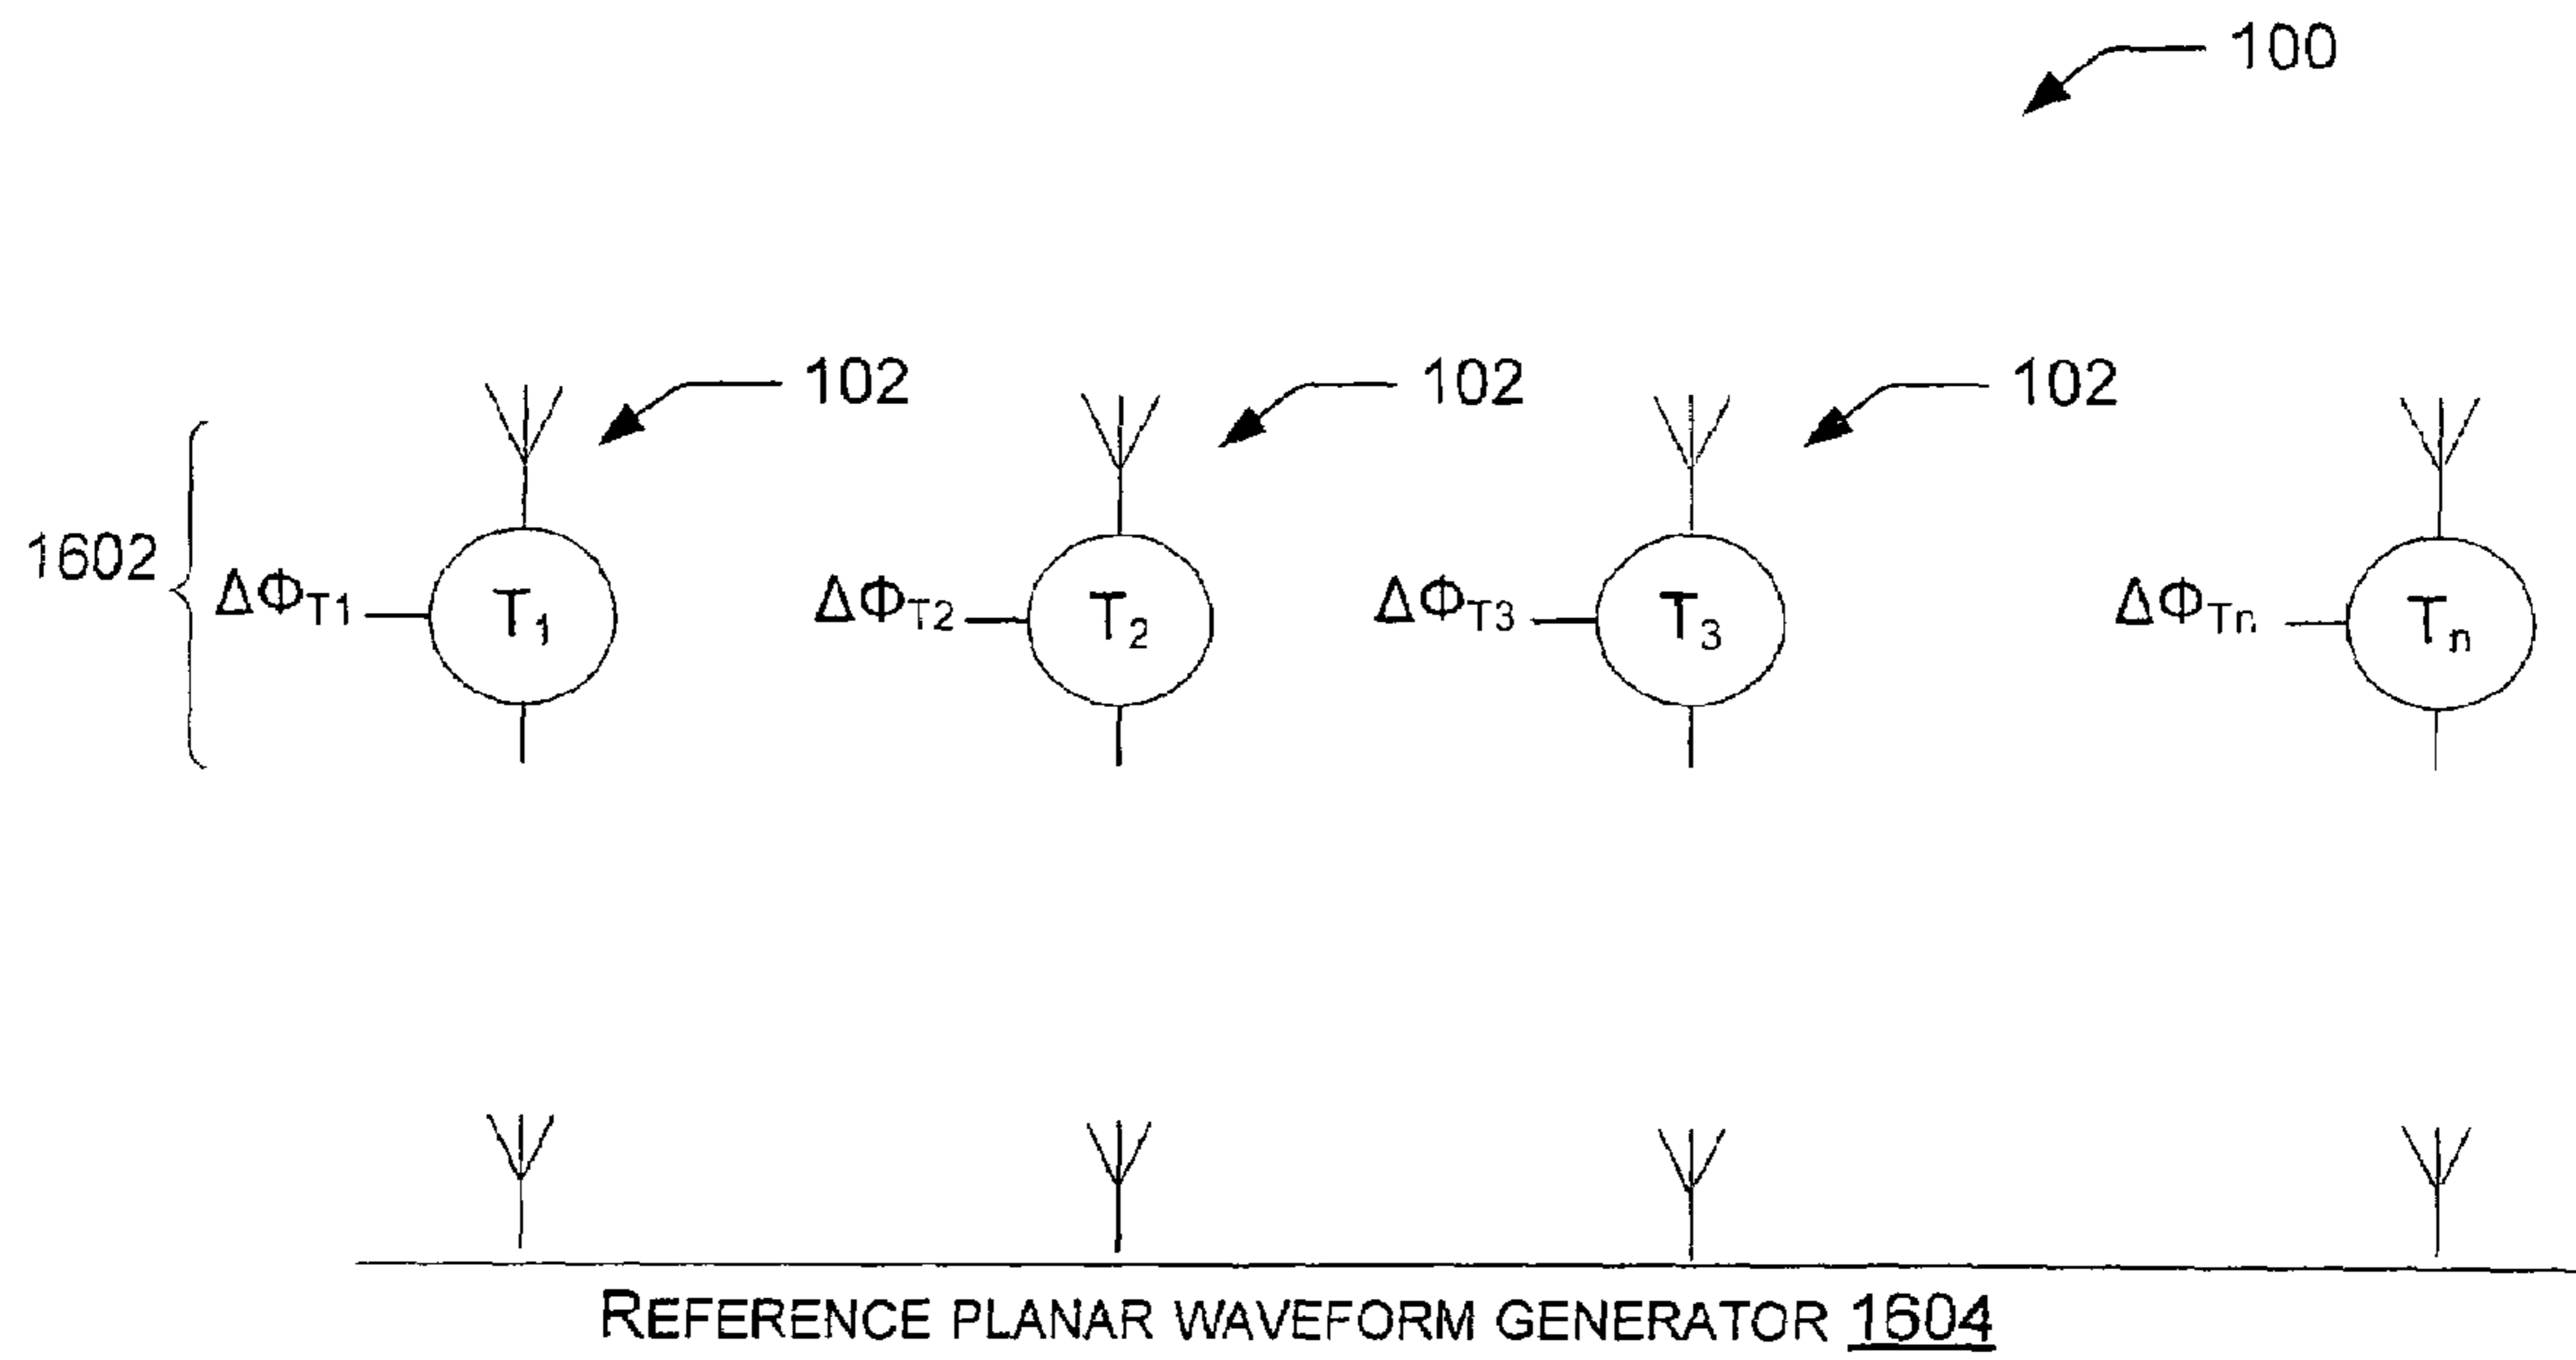 100
102 102 102
1602
ΔΦT1 T1 ΔΦT2 T2 ΔΦT3 T3 ΔΦTn Tn
REFERENCE PLANAR WAVEFORM GENERATOR 1604